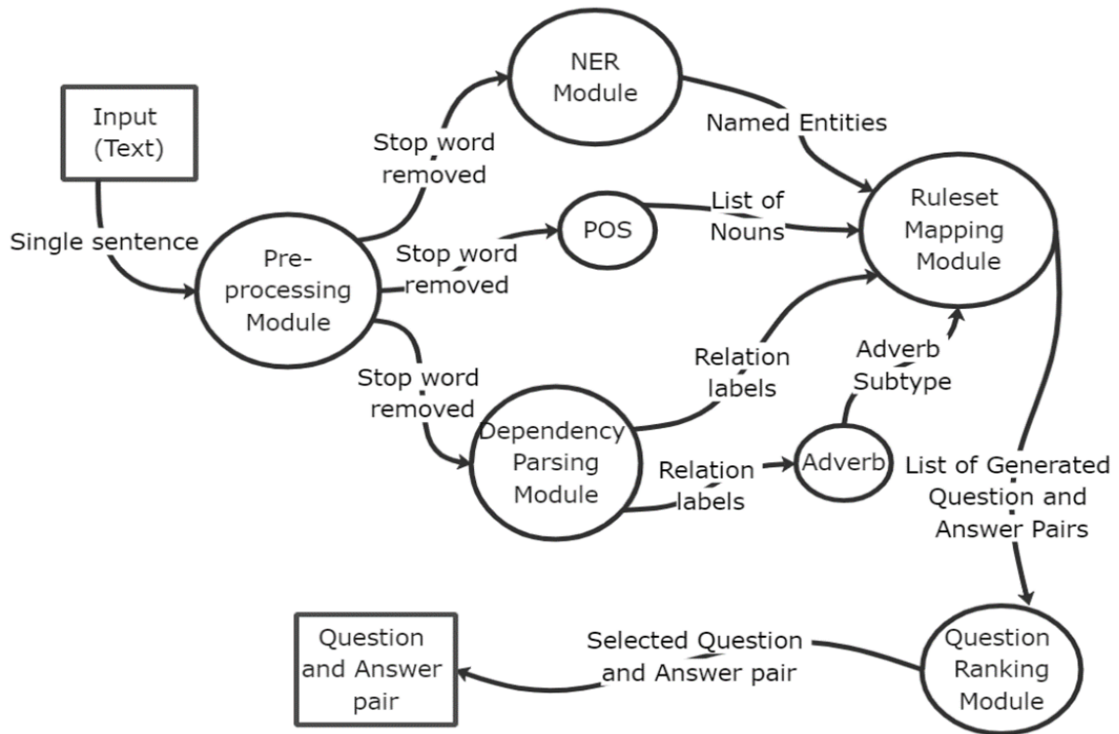 Input
(Text)
Single sentence
Pre-
processing
Module
Stop word
removed
NER
Module
Named Entities
Stop word
removed
POS
List of
Nouns
Ruleset
Mapping
Module
Stop word
removed
Dependency
Parsing
Module
Relation
labels
Relation
labels
Adverb
Adverb
Subtype
List of Generated
Question and
Answer Pairs
Question
Ranking
Module
Selected Question
and Answer pair
Question
and Answer
pair